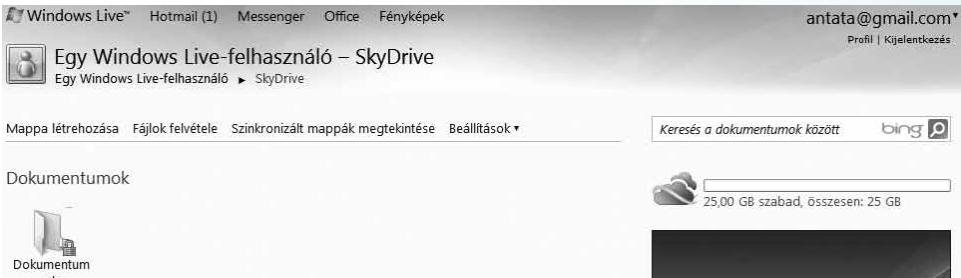 Windows Live™ Hotmail (1) Messenger Office Fényképek antata@gmail.com
Profil | Kijelentkezés
Egy Windows Live-felhasználó – SkyDrive
Egy Windows Live-felhasználó ► SkyDrive
Mappa létrehozása Fájlok felvétele Szinkronizált mappák megtekintése Beállítások ▾
Keresés a dokumentumok között bing
Dokumentumok
25,00 GB szabad, összesen: 25 GB
Dokumentum